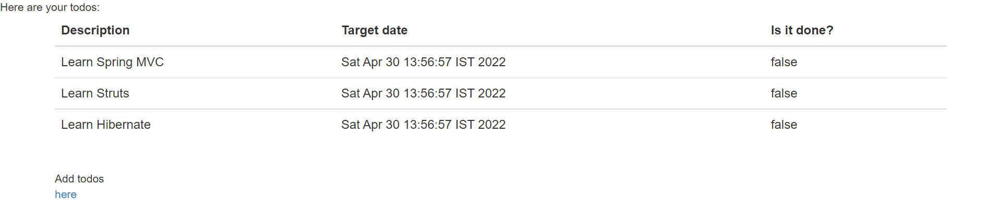 Here are your todos:
Description Target date Is it done?
Learn Spring MVC Sat Apr 30 13:56:57 IST 2022 false
Learn Struts Sat Apr 30 13:56:57 IST 2022 false
Learn Hibernate Sat Apr 30 13:56:57 IST 2022 false
Add todos
here